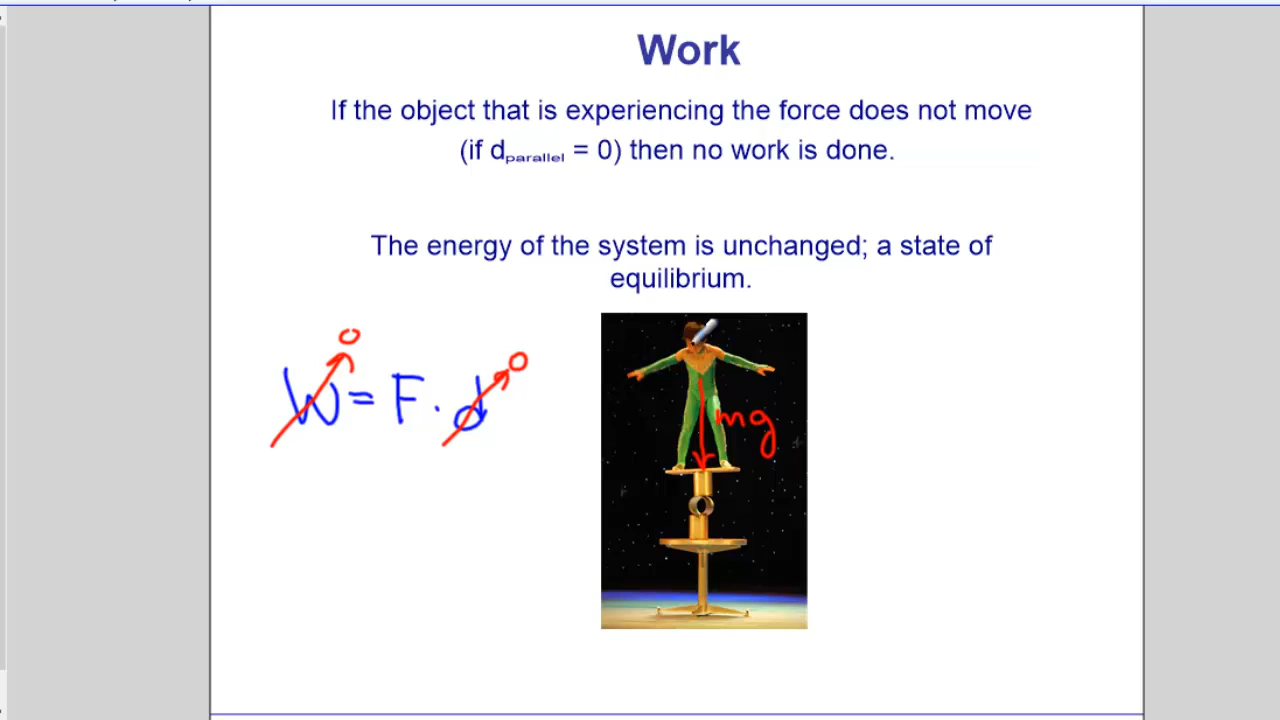 Work
If the object that is experiencing the force does not move
(if dparallel = 0) then no work is done.
The energy of the system is unchanged; a state of
equilibrium.
0 0
W = F · d
mg